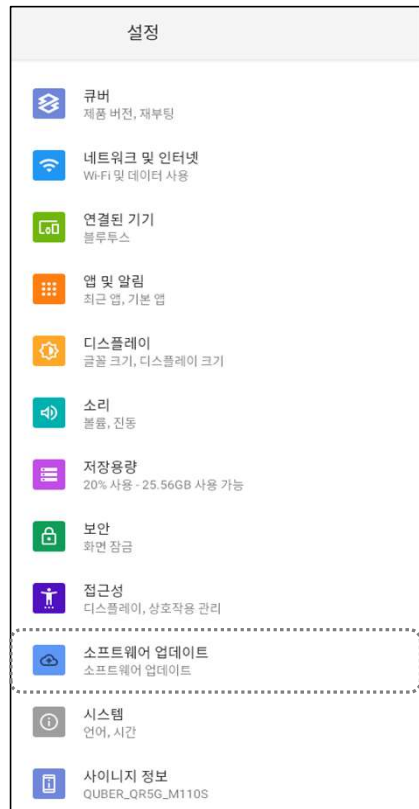 설정
큐버
제품 버전, 재부팅
네트워크 및 인터넷
Wi-Fi 및 데이터 사용
연결된 기기
블루투스
앱 및 알림
최근 앱, 기본 앱
디스플레이
글꼴 크기, 디스플레이 크기
소리
볼륨, 진동
저장용량
20% 사용 - 25.56GB 사용 가능
보안
화면 잠금
접근성
디스플레이, 상호작용 관리
소프트웨어 업데이트
소프트웨어 업데이트
시스템
언어, 시간
사이니지 정보
QUBER_QR5G_M110S